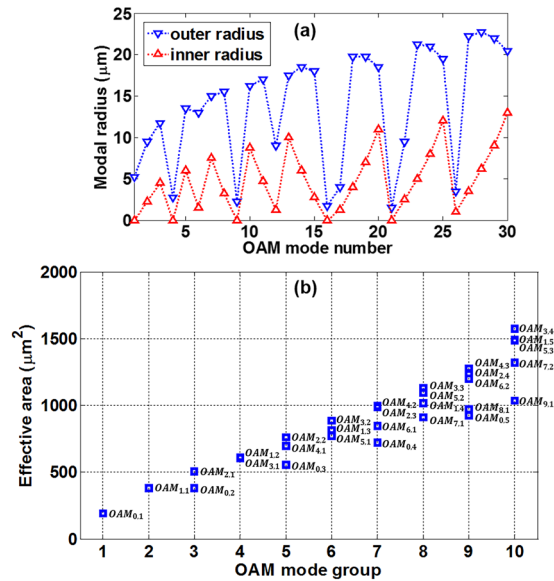 (a)
outer radius
inner radius
Modal radius (μm)
25
20
15
10
5
0
5
10
15
20
25
30
OAM mode number
(b)
Effective area (μm²)
2000
1500
1000
500
0
OAM₀.₁
OAM₁.₁
OAM₂.₁
OAM₀.₂
OAM₁.₂
OAM₃.₁
OAM₂.₂
OAM₄.₁
OAM₀.₃
OAM₃.₂
OAM₁.₃
OAM₅.₁
OAM₄.₂
OAM₂.₃
OAM₆.₁
OAM₀.₄
OAM₃.₃
OAM₅.₂
OAM₁.₄
OAM₇.₁
OAM₄.₃
OAM₂.₄
OAM₆.₂
OAM₈.₁
OAM₀.₅
OAM₃.₄
OAM₁.₅
OAM₅.₃
OAM₇.₂
OAM₉.₁
1 2 3 4 5 6 7 8 9 10
OAM mode group